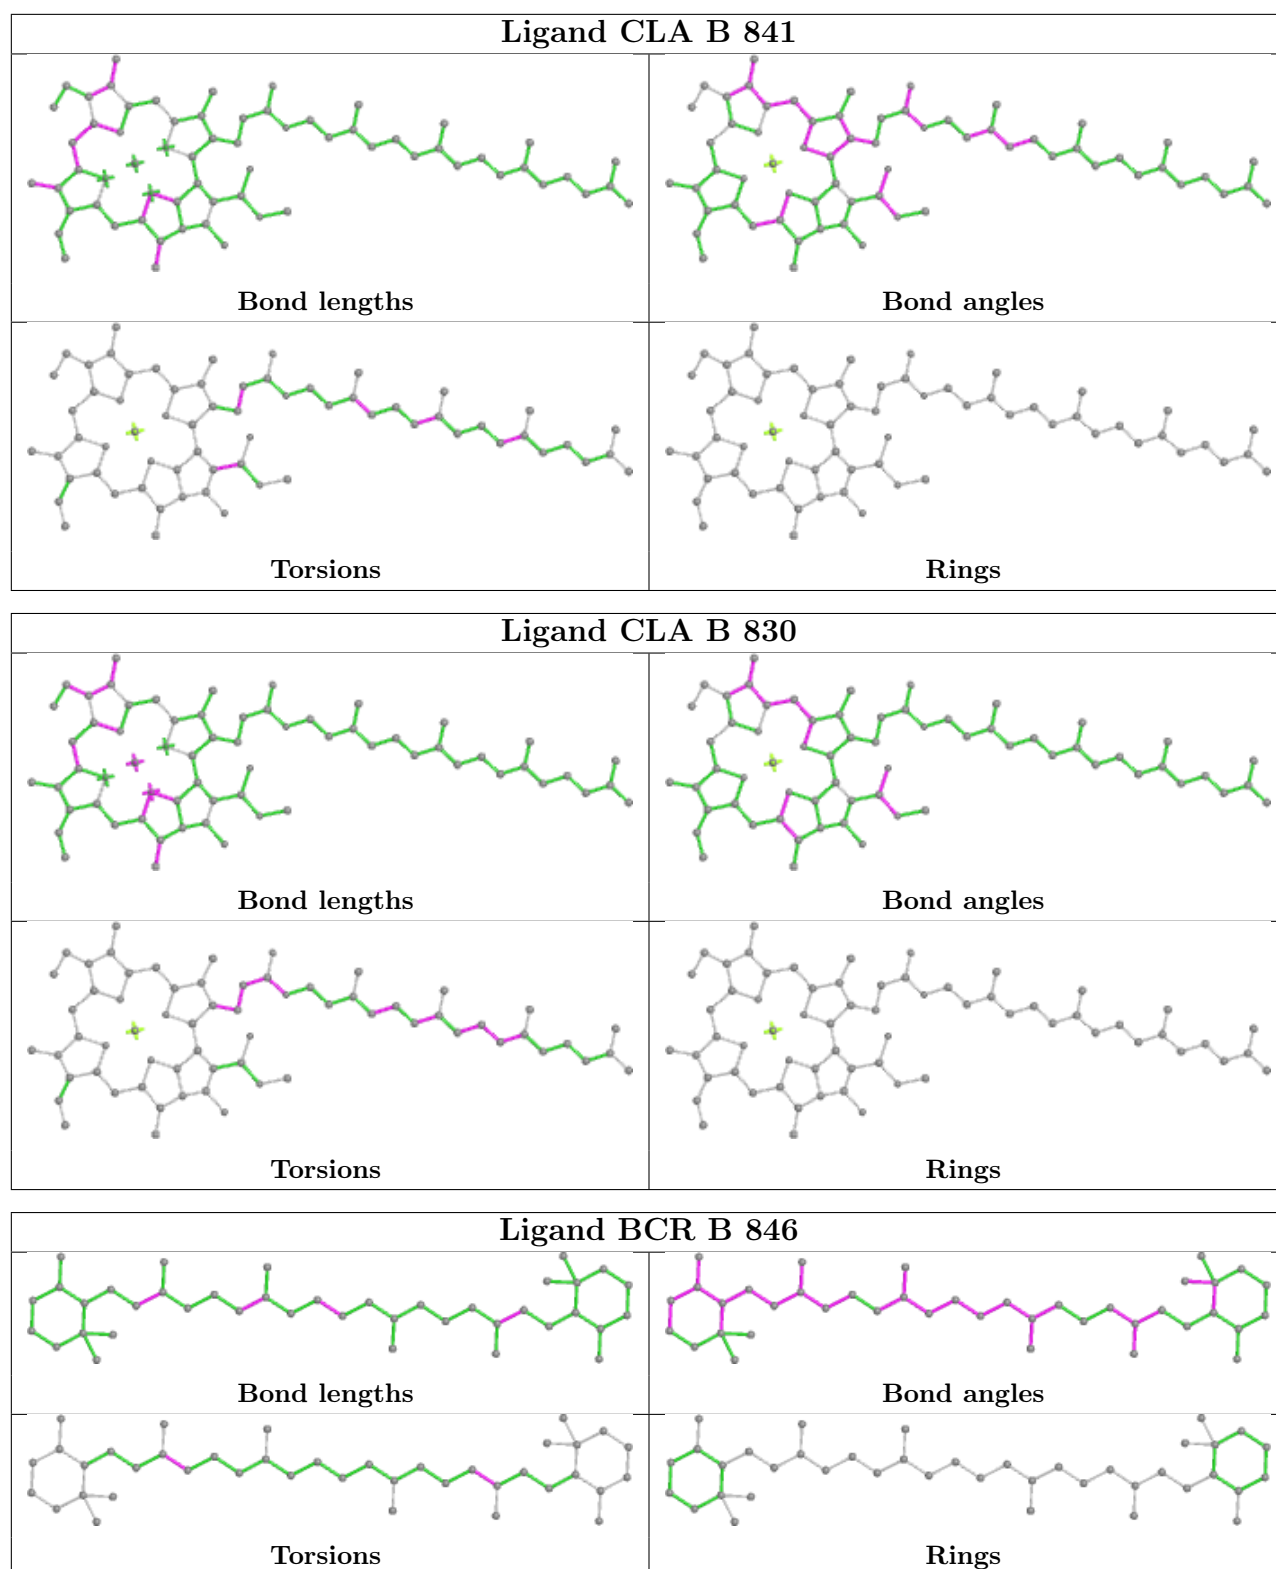 Ligand CLA B 841
Bond lengths
Bond angles
Torsions
Rings
Ligand CLA B 830
Bond lengths
Bond angles
Torsions
Rings
Ligand BCR B 846
Bond lengths
Bond angles
Torsions
Rings